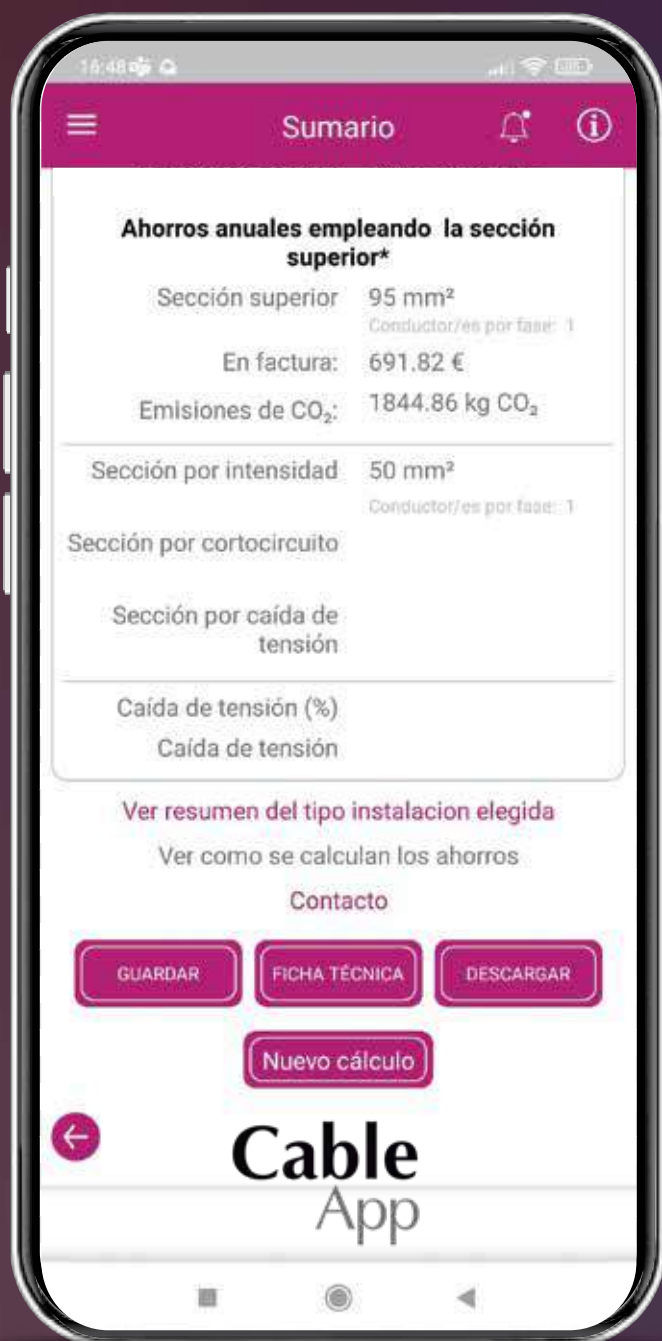 16:48
Sumario
Ahorros anuales empleando la sección
superior*
Sección superior 95 mm²
Conductor/es por fase: 1
En factura: 691.82 €
Emisiones de CO₂: 1844.86 kg CO₂
Sección por intensidad 50 mm²
Conductor/es por fase: 1
Sección por cortocircuito
Sección por caída de
tensión
Caída de tensión (%)
Caída de tensión
Ver resumen del tipo instalacion elegida
Ver como se calculan los ahorros
Contacto
GUARDAR FICHA TÉCNICA DESCARGAR
Nuevo cálculo
Cable
App